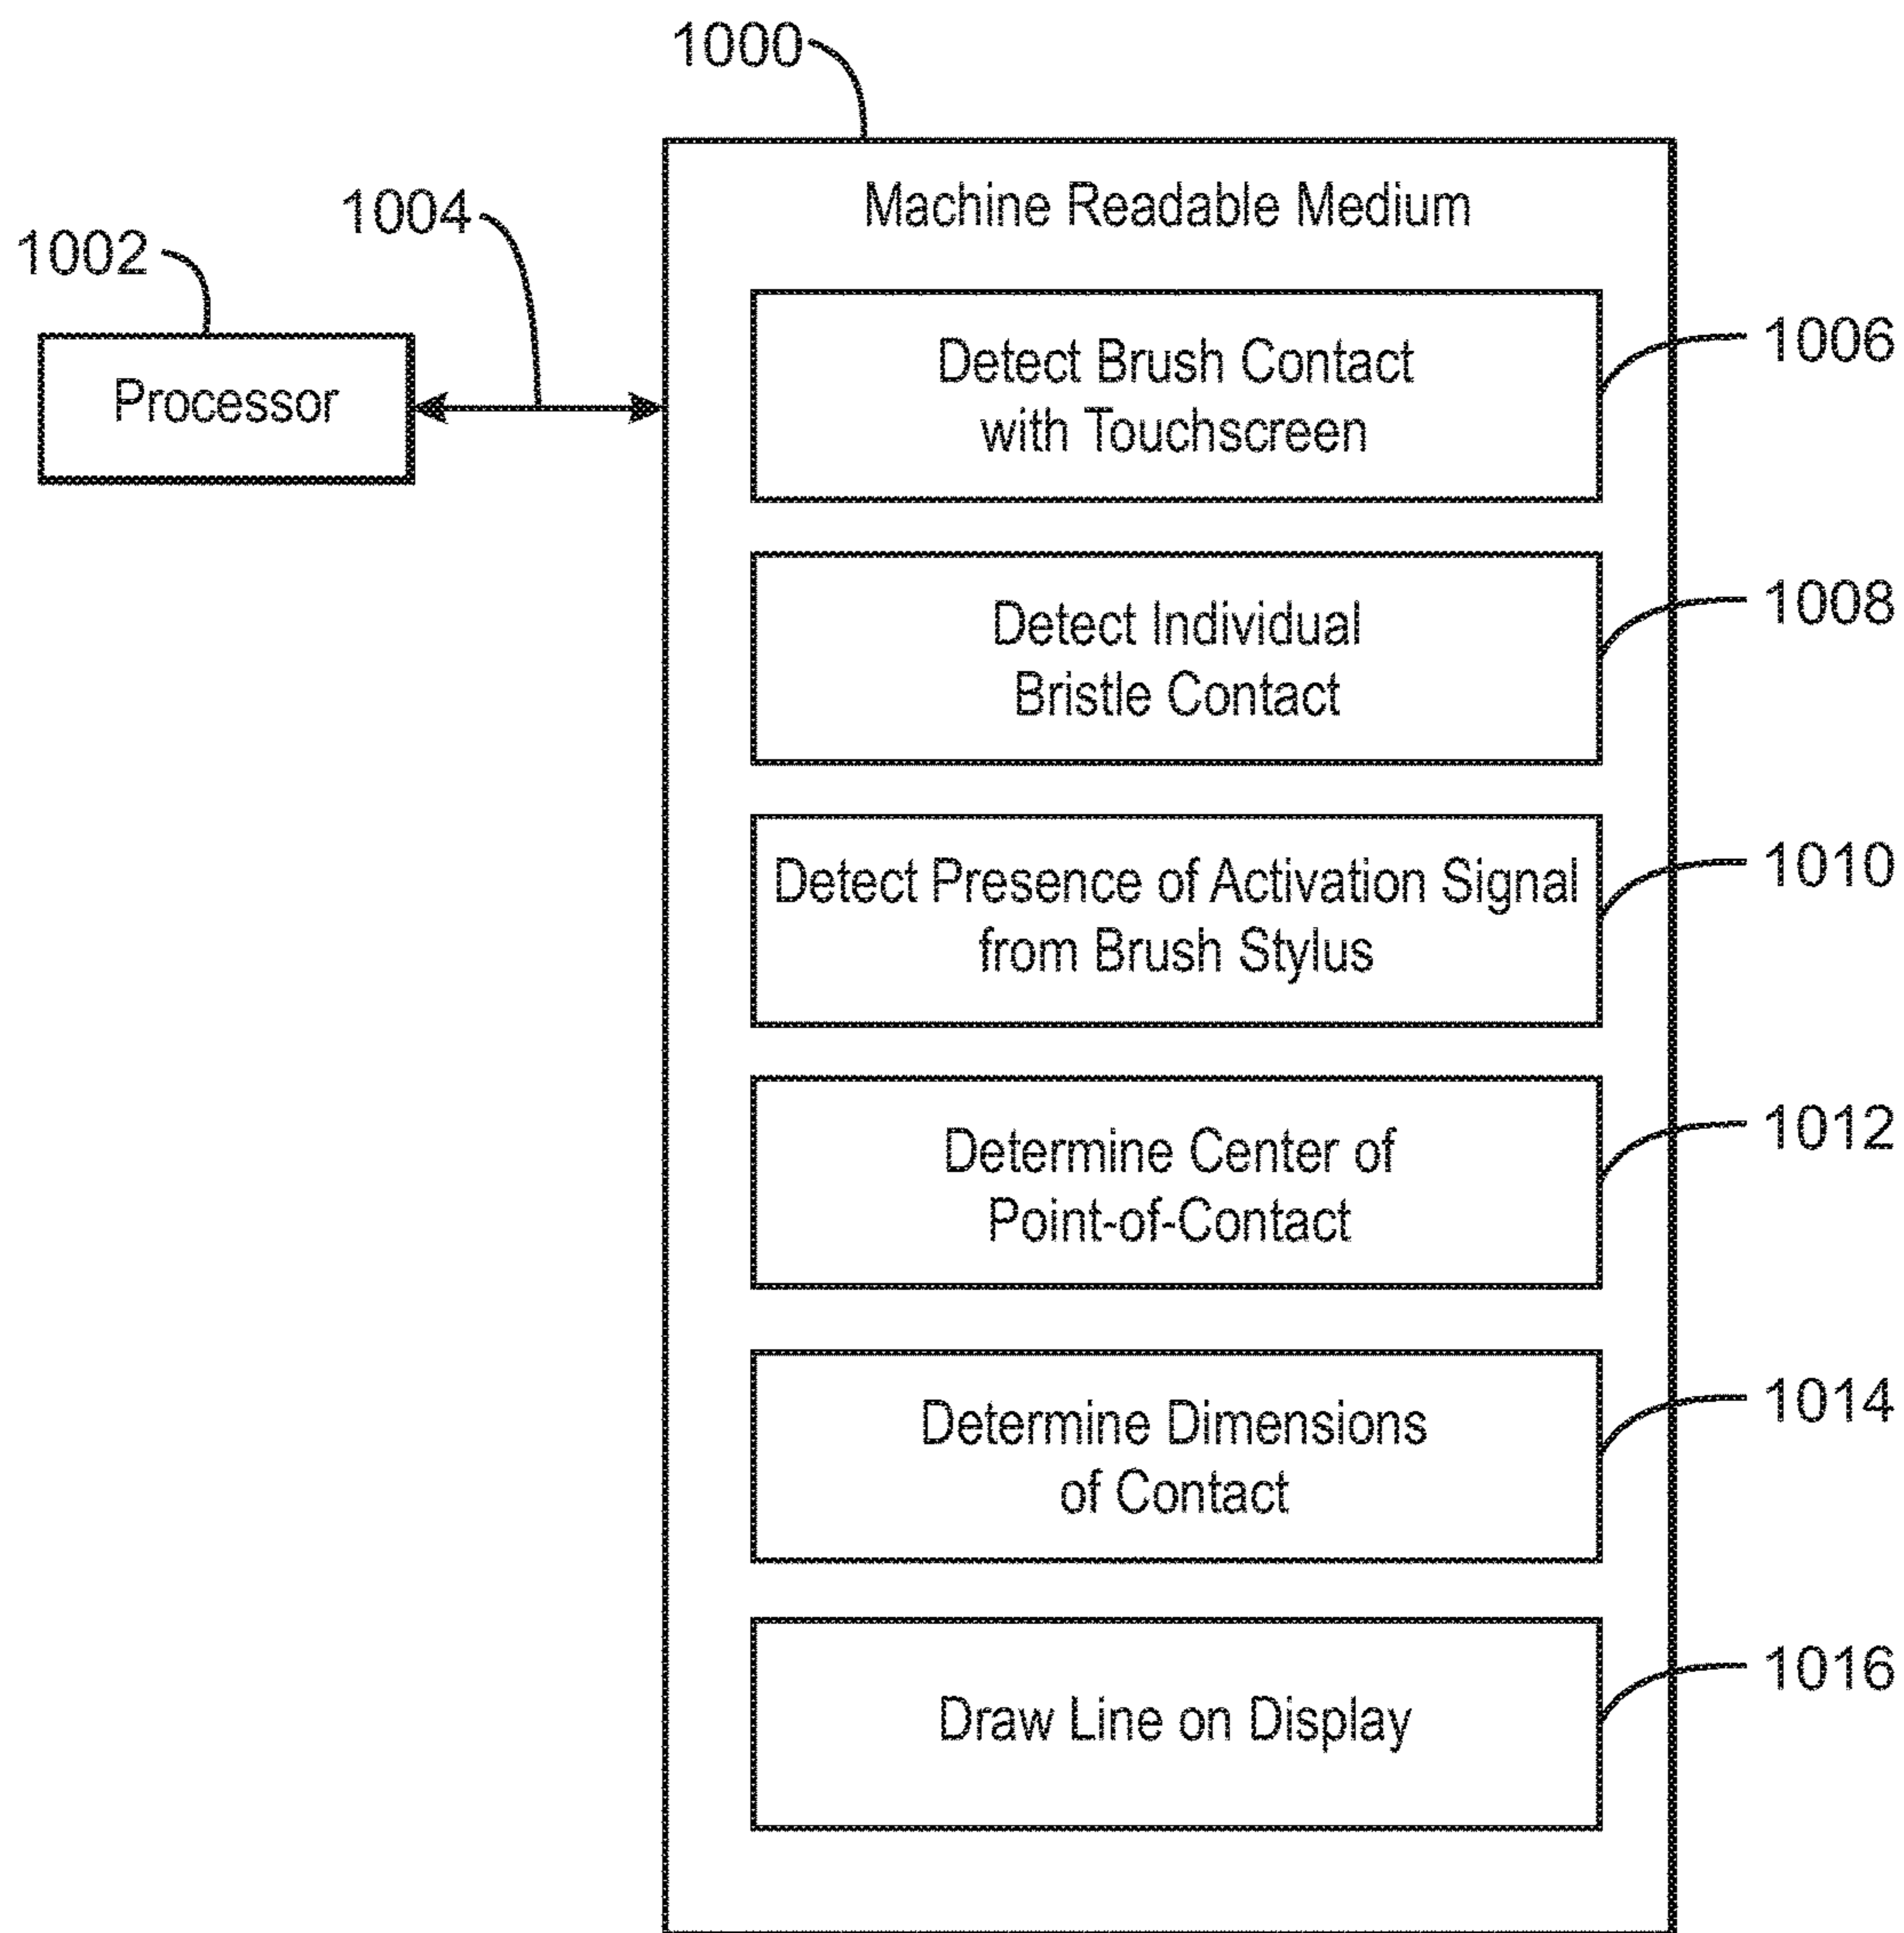 1000
Machine Readable Medium
1004
1002
Processor
Detect Brush Contact
with Touchscreen
1006
Detect Individual
Bristle Contact
1008
Detect Presence of Activation Signal
from Brush Stylus
1010
Determine Center of
Point-of-Contact
1012
Determine Dimensions
of Contact
1014
Draw Line on Display
1016